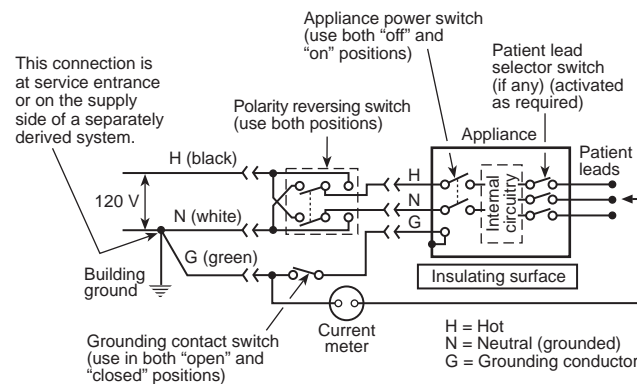 Appliance power switch
(use both “off” and
“on” positions)
Patient lead
selector switch
(if any) (activated
as required)
This connection is
at service entrance
or on the supply
side of a separately
derived system.
Polarity reversing switch
(use both positions)
Appliance
Patient
leads
H (black)
H
120 V
N (white)
N
Internal
circuitry
G
G (green)
Building
ground
Insulating surface
Grounding contact switch
(use in both “open” and
“closed” positions)
Current
meter
H = Hot
N = Neutral (grounded)
G = Grounding conductor